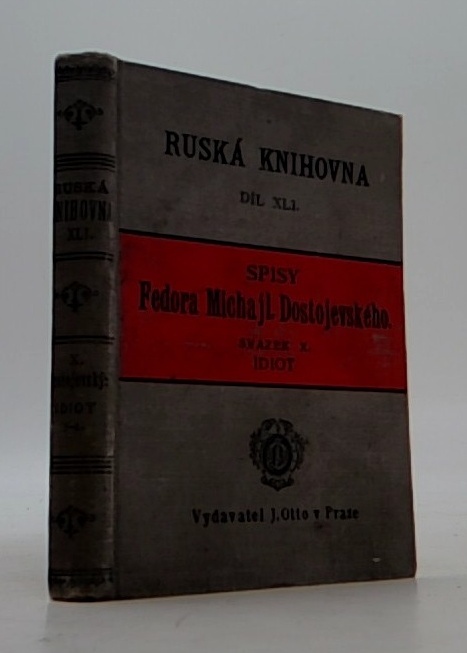 RUSKÁ KNIHOVNA
DÍL XLI.
SPISY
Fedora Michajl. Dostojevského.
SVAZEK X.
IDIOT
Vydavatel J. Otto v Praze
RUSKÁ
KNIHOVNA
XLI.
X.
IDIOT